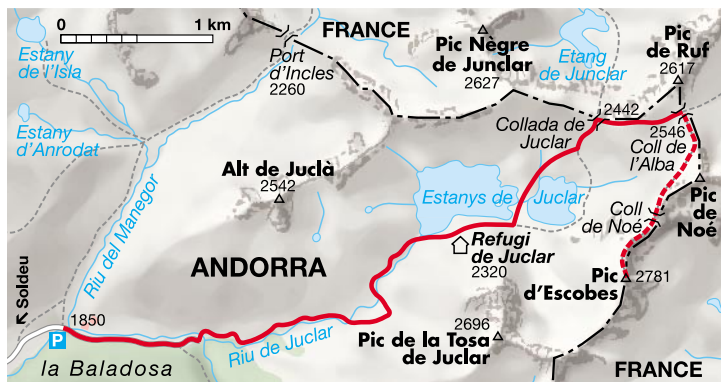 0 1 km
FRANCE
Estany
de l'Isla
Port
d'Incles
2260
Pic Nègre
de Junclar
2627
Etang
de Junclar
Pic
de Ruf
2617
2442
2546
Collada de
Juclar
Coll de
l'Alba
Estany
d'Anrodat
Alt de Juclà
2542
Estanys de Juclar
Pic
de
Noé
Coll
de Noé
Riu del Manegor
Refugi
de Juclar
2320
ANDORRA
Pic
d'Escobes
2781
Soldeu
1850
P
Riu de Juclar
2696
Pic de la Tosa
de Juclar
la Baladosa
FRANCE